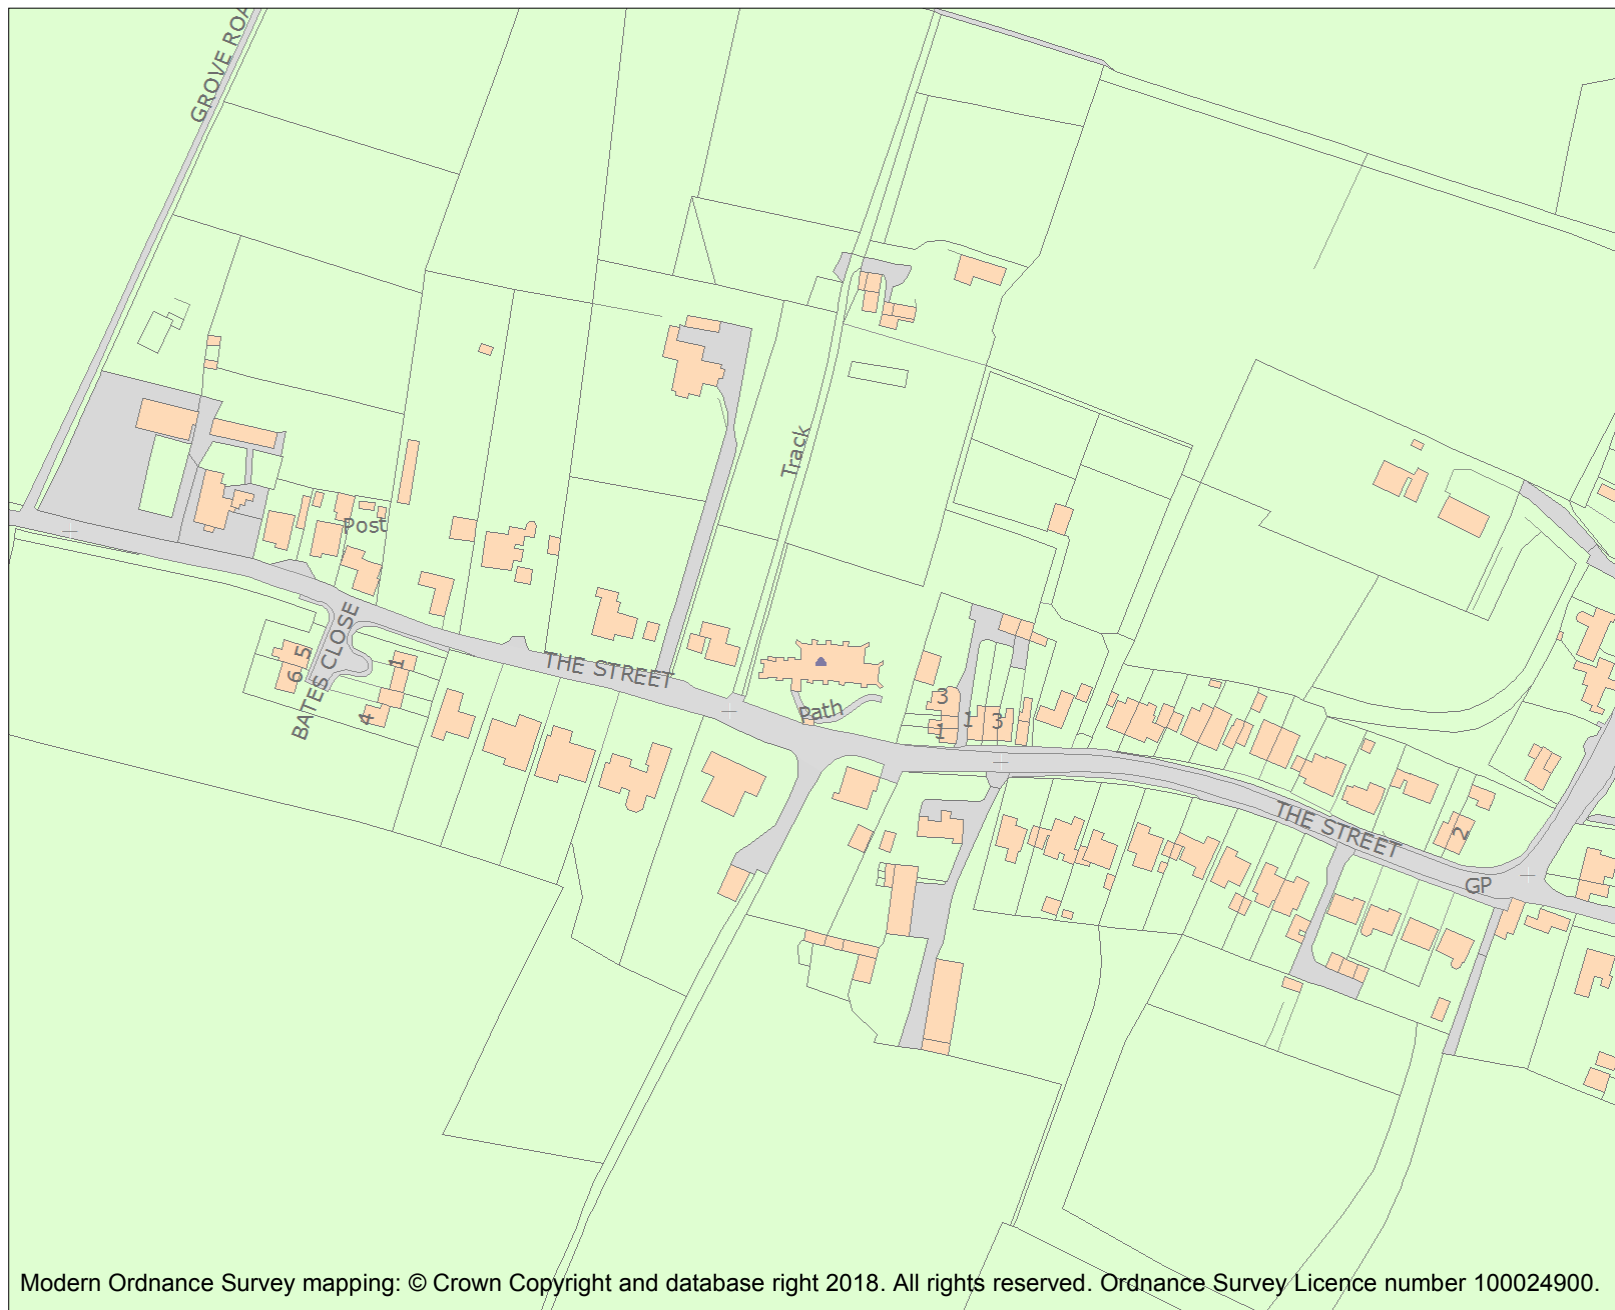 GROVE ROA
Track
Post
BATES CLOSE
6
5
1
4
THE STREET
Path
3
1
1
3
THE STREET
2
GP
Modern Ordnance Survey mapping: © Crown Copyright and database right 2018. All rights reserved. Ordnance Survey Licence number 100024900.